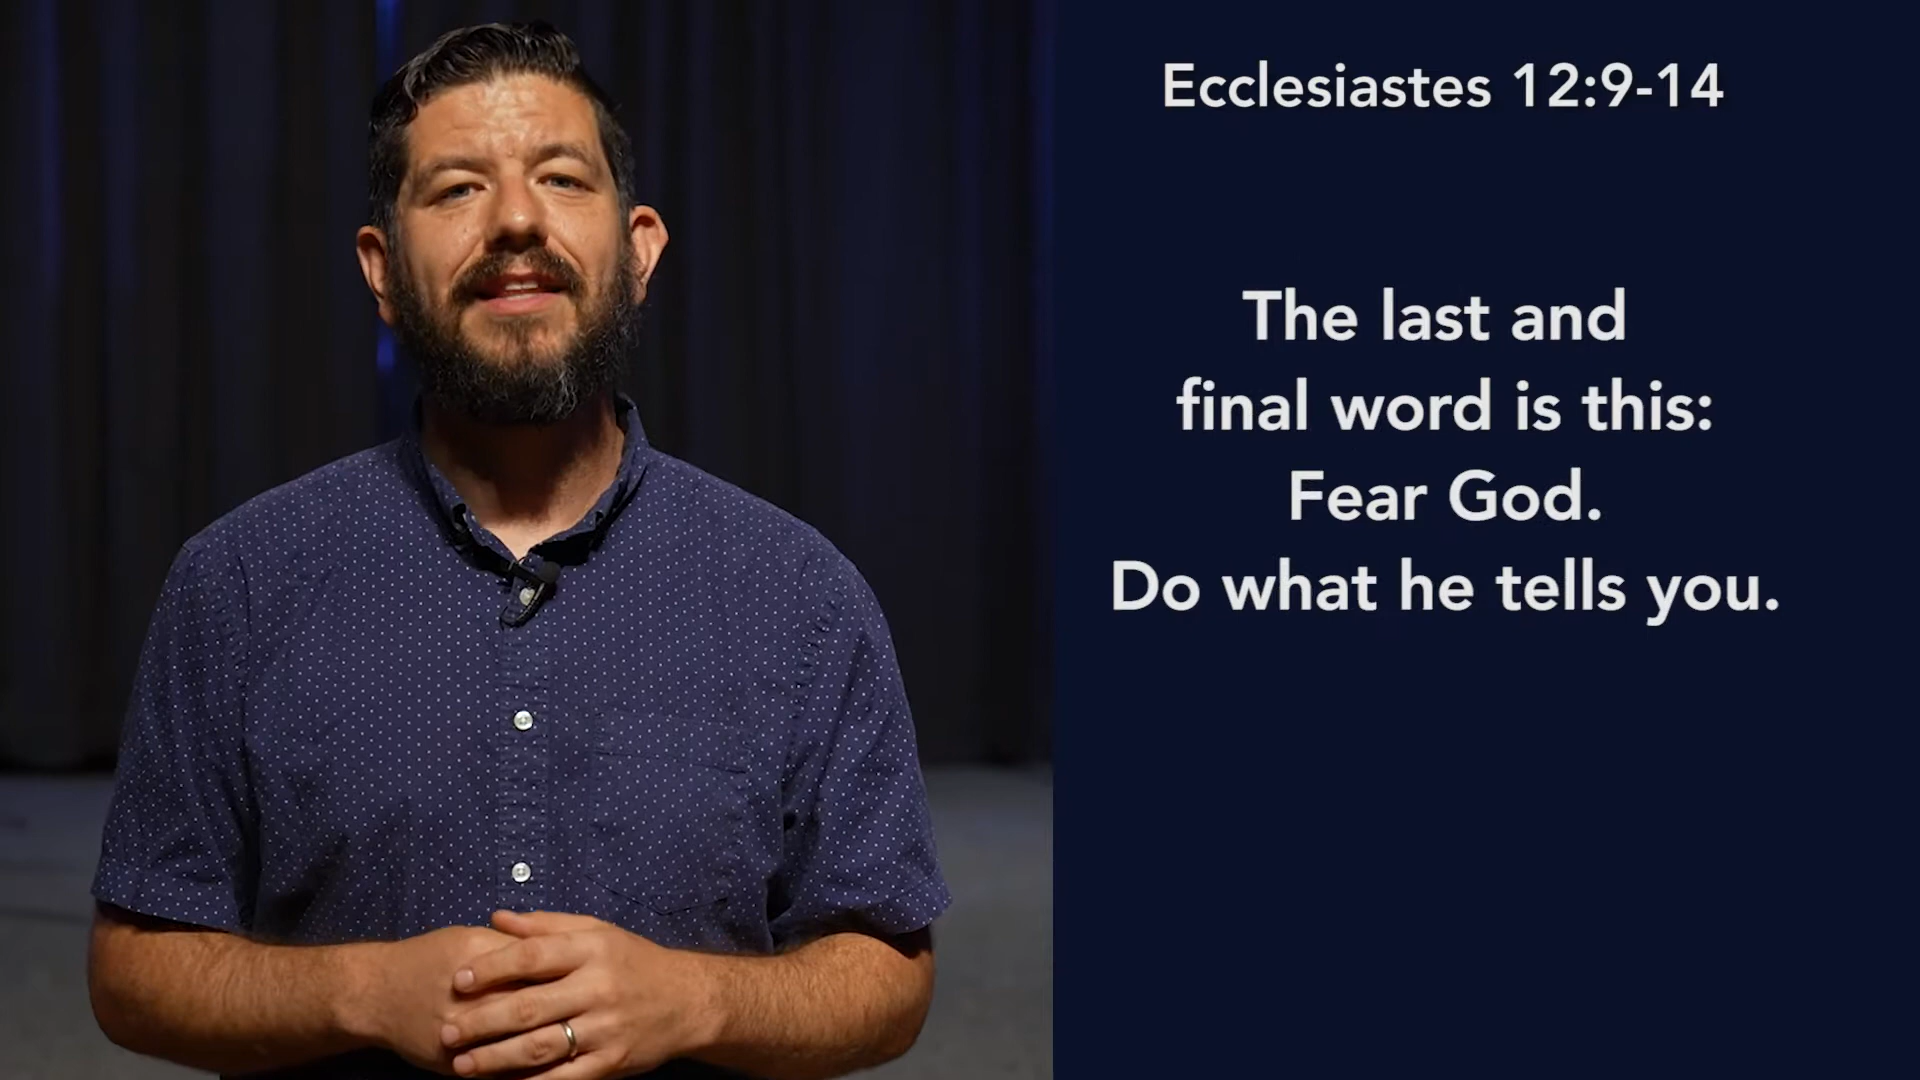 Ecclesiastes 12:9-14
The last and
final word is this:
Fear God.
Do what he tells you.